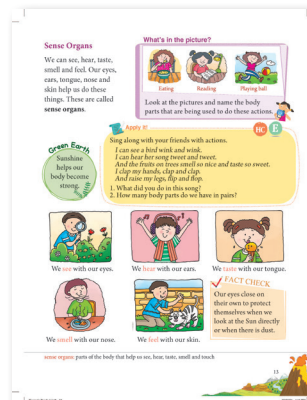 Sense Organs
We can see, hear, taste,
smell and feel. Our eyes,
ears, tongue, nose and
skin help us do these
things. These are called
sense organs.
What's in the picture?
Eating
Reading
Playing ball
Look at the pictures and name the body
parts that are being used to do these actions.
Green Earth
Sunshine
helps our
body become
strong.
Apply It!
HC
E
Sing along with your friends with actions.
I can see a bird wink and wink.
I can hear her song tweet and tweet.
And the fruits on trees smell so nice and taste so sweet.
I clap my hands, clap and clap.
And raise my legs, flip and flop.
1. What did you do in this song?
2. How many body parts do we have in pairs?
We see with our eyes.
We hear with our ears.
We taste with our tongue.
We smell with our nose.
We feel with our skin.
FACT CHECK
Our eyes close on
their own to protect
themselves when we
look at the Sun directly
or when there is dust.
sense organs: parts of the body that help us see, hear, taste, smell and touch
13